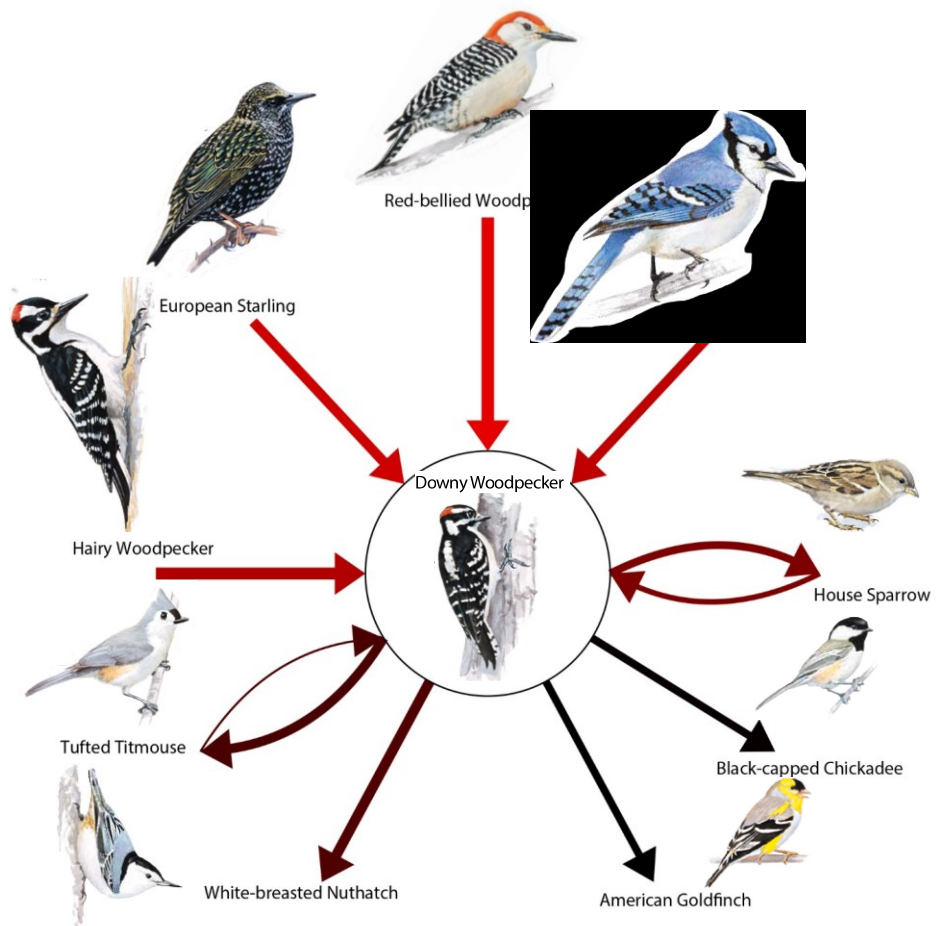 Red-bellied Woodp
European Starling
Downy Woodpecker
Hairy Woodpecker
House Sparrow
Tufted Titmouse
Black-capped Chickadee
White-breasted Nuthatch
American Goldfinch